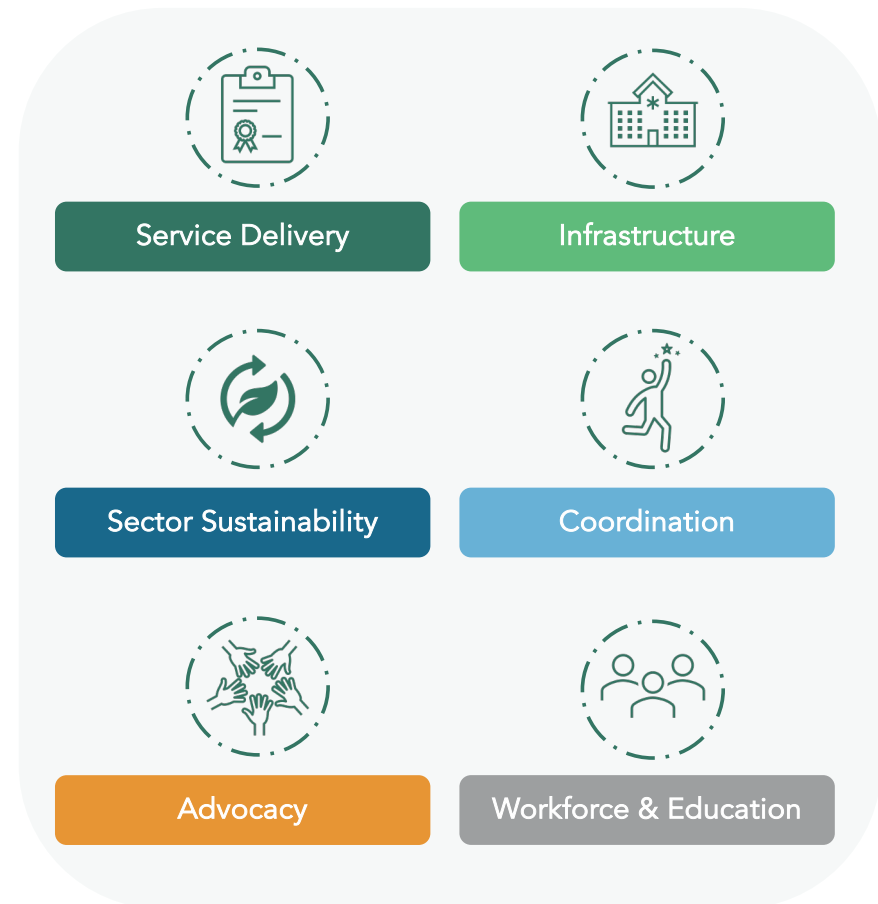 Service Delivery
Infrastructure
Sector Sustainability
Coordination
Advocacy
Workforce & Education